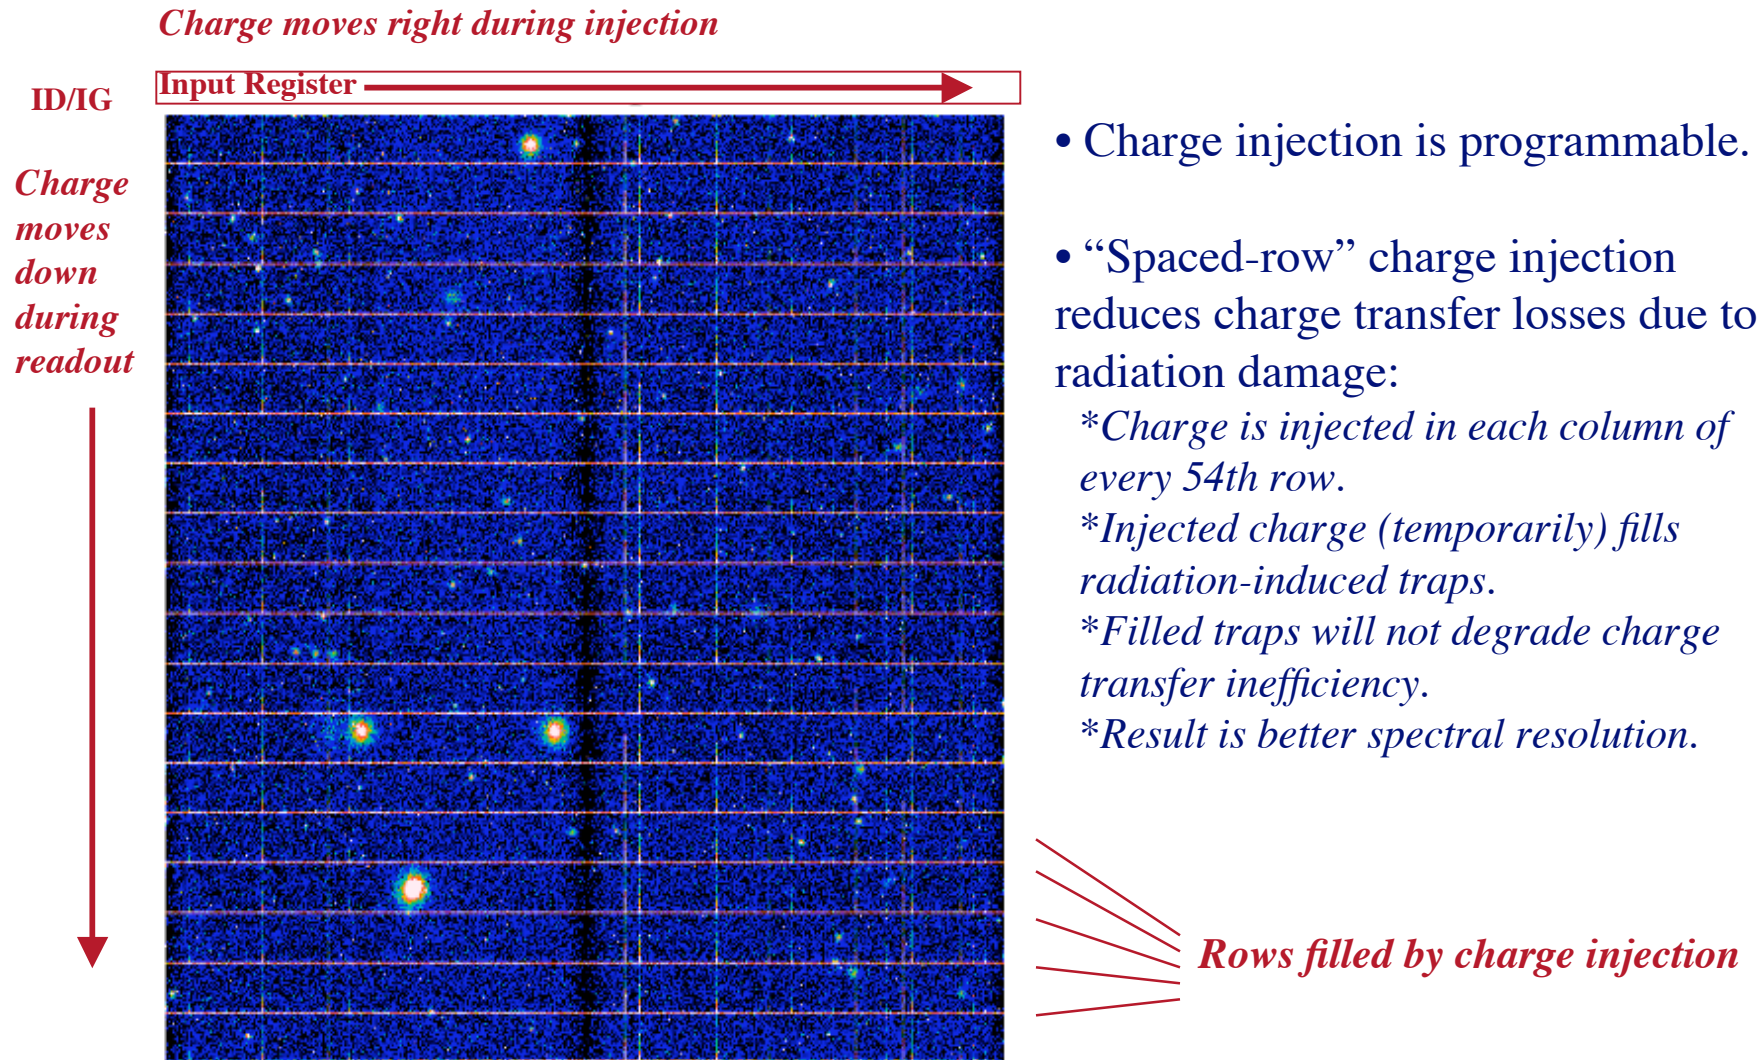 Charge moves right during injection
Input Register
ID/IG
Charge
moves
down
during
readout
• Charge injection is programmable.
• “Spaced-row” charge injection
reduces charge transfer losses due to
radiation damage:
*Charge is injected in each column of
every 54th row.
*Injected charge (temporarily) fills
radiation-induced traps.
*Filled traps will not degrade charge
transfer inefficiency.
*Result is better spectral resolution.
Rows filled by charge injection